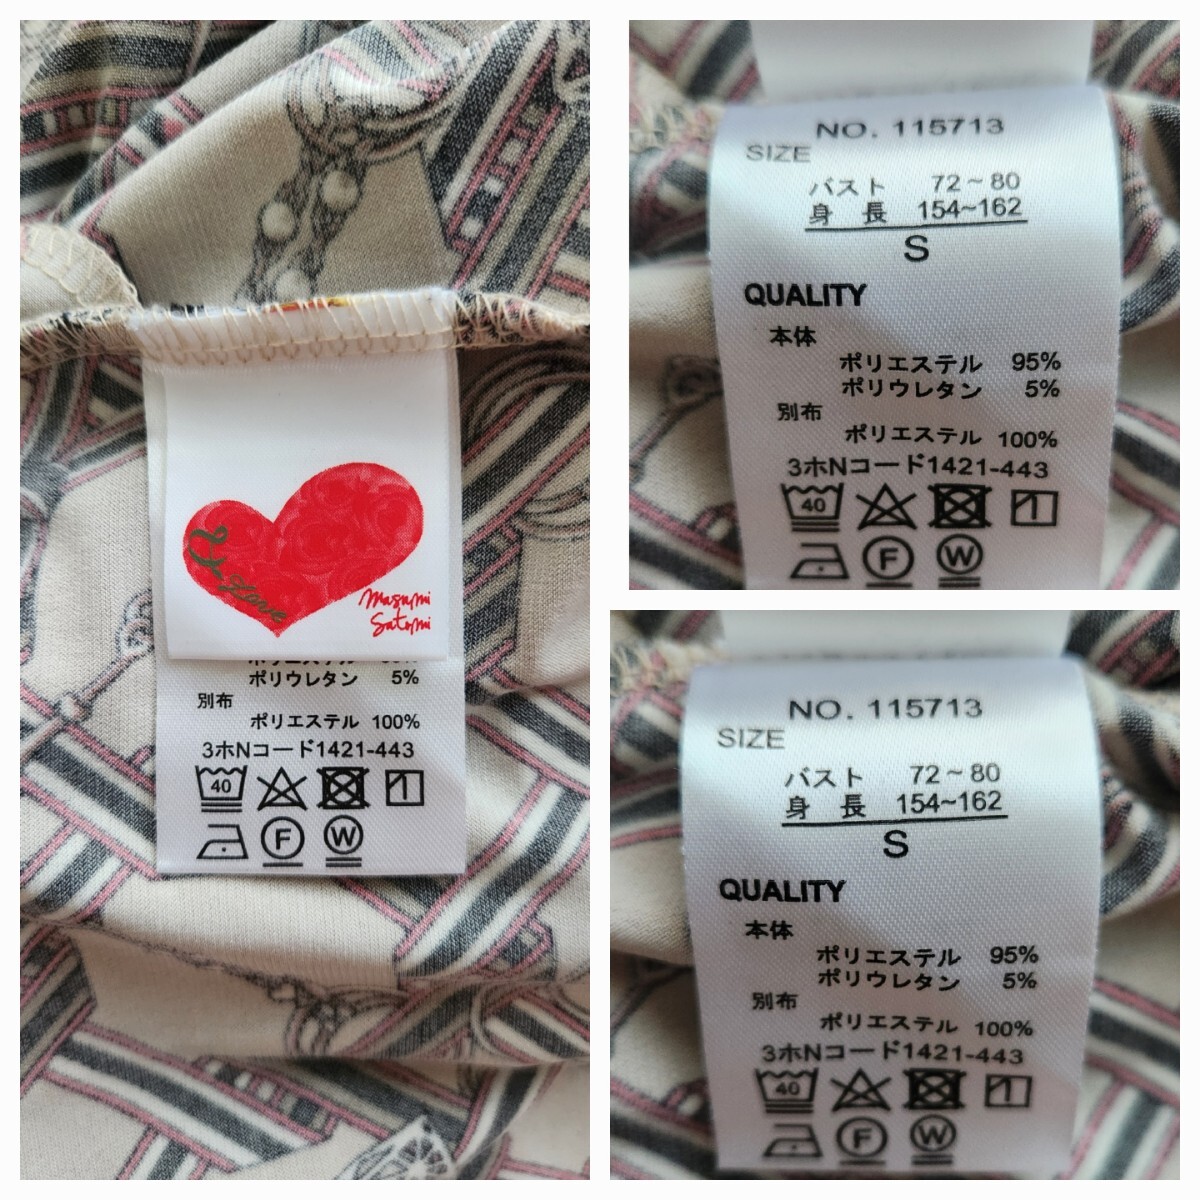 In Love
Masumi
Satomi
ポリウレタン 5%
別布
ポリエステル 100%
3ホNコード1421-443
40
F
W
NO. 115713
SIZE
バスト 72~80
身 長 154~162
S
QUALITY
本体
ポリエステル 95%
ポリウレタン 5%
別布
ポリエステル 100%
3ホNコード1421-443
40
F
W
NO. 115713
SIZE
バスト 72~80
身 長 154~162
S
QUALITY
本体
ポリエステル 95%
ポリウレタン 5%
別布
ポリエステル 100%
3ホNコード1421-443
40
F
W